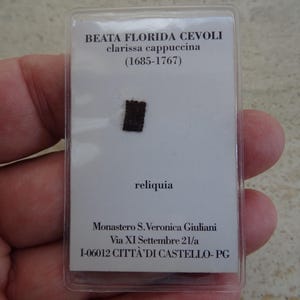 BEATA FLORIDA CEVOLI
clarissa cappuccina
(1685-1767)
reliquia
Monastero S. Veronica Giuliani
Via XI Settembre 21/a
I-06012 CITTÀ DI CASTELLO- PG